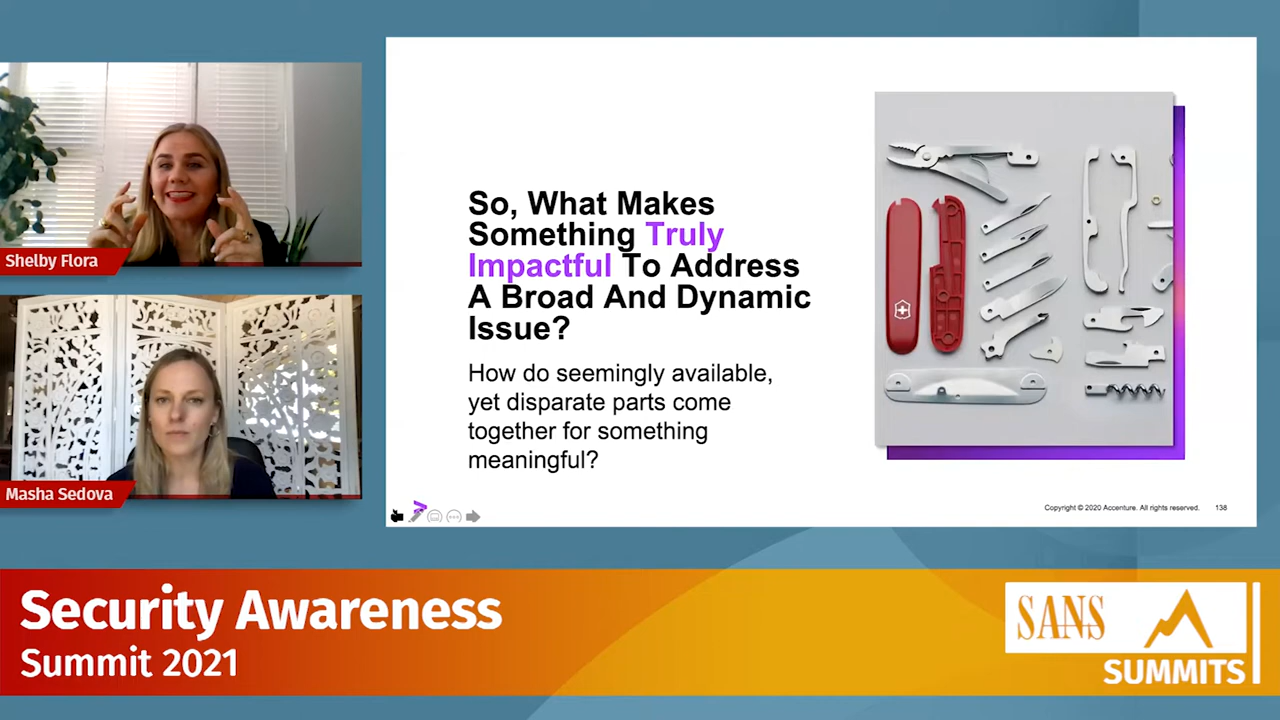 Shelby Flora
Masha Sedova
So, What Makes
Something Truly
Impactful To Address
A Broad And Dynamic
Issue?
How do seemingly available,
yet disparate parts come
together for something
meaningful?
Copyright © 2020 Accenture. All rights reserved. 138
Security Awareness
Summit 2021
SANS
SUMMITS